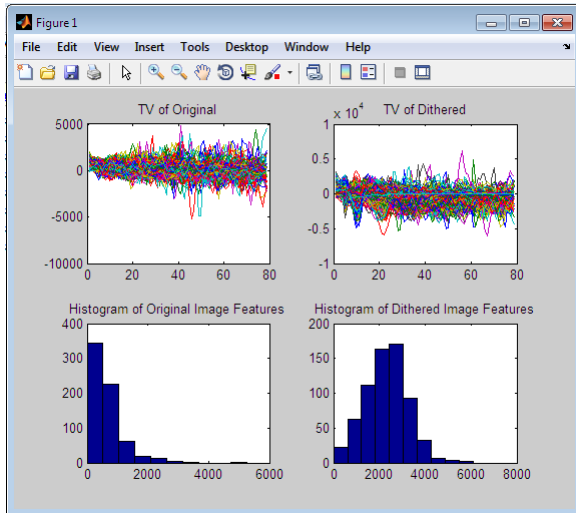 Figure 1
File Edit View Insert Tools Desktop Window Help
TV of Original
5000
0
-5000
-10000
0 20 40 60 80
x 10^4
TV of Dithered
1
0.5
0
-0.5
-1
0 20 40 60 80
Histogram of Original Image Features
400
300
200
100
0
0 2000 4000 6000
Histogram of Dithered Image Features
200
150
100
50
0
0 2000 4000 6000 8000